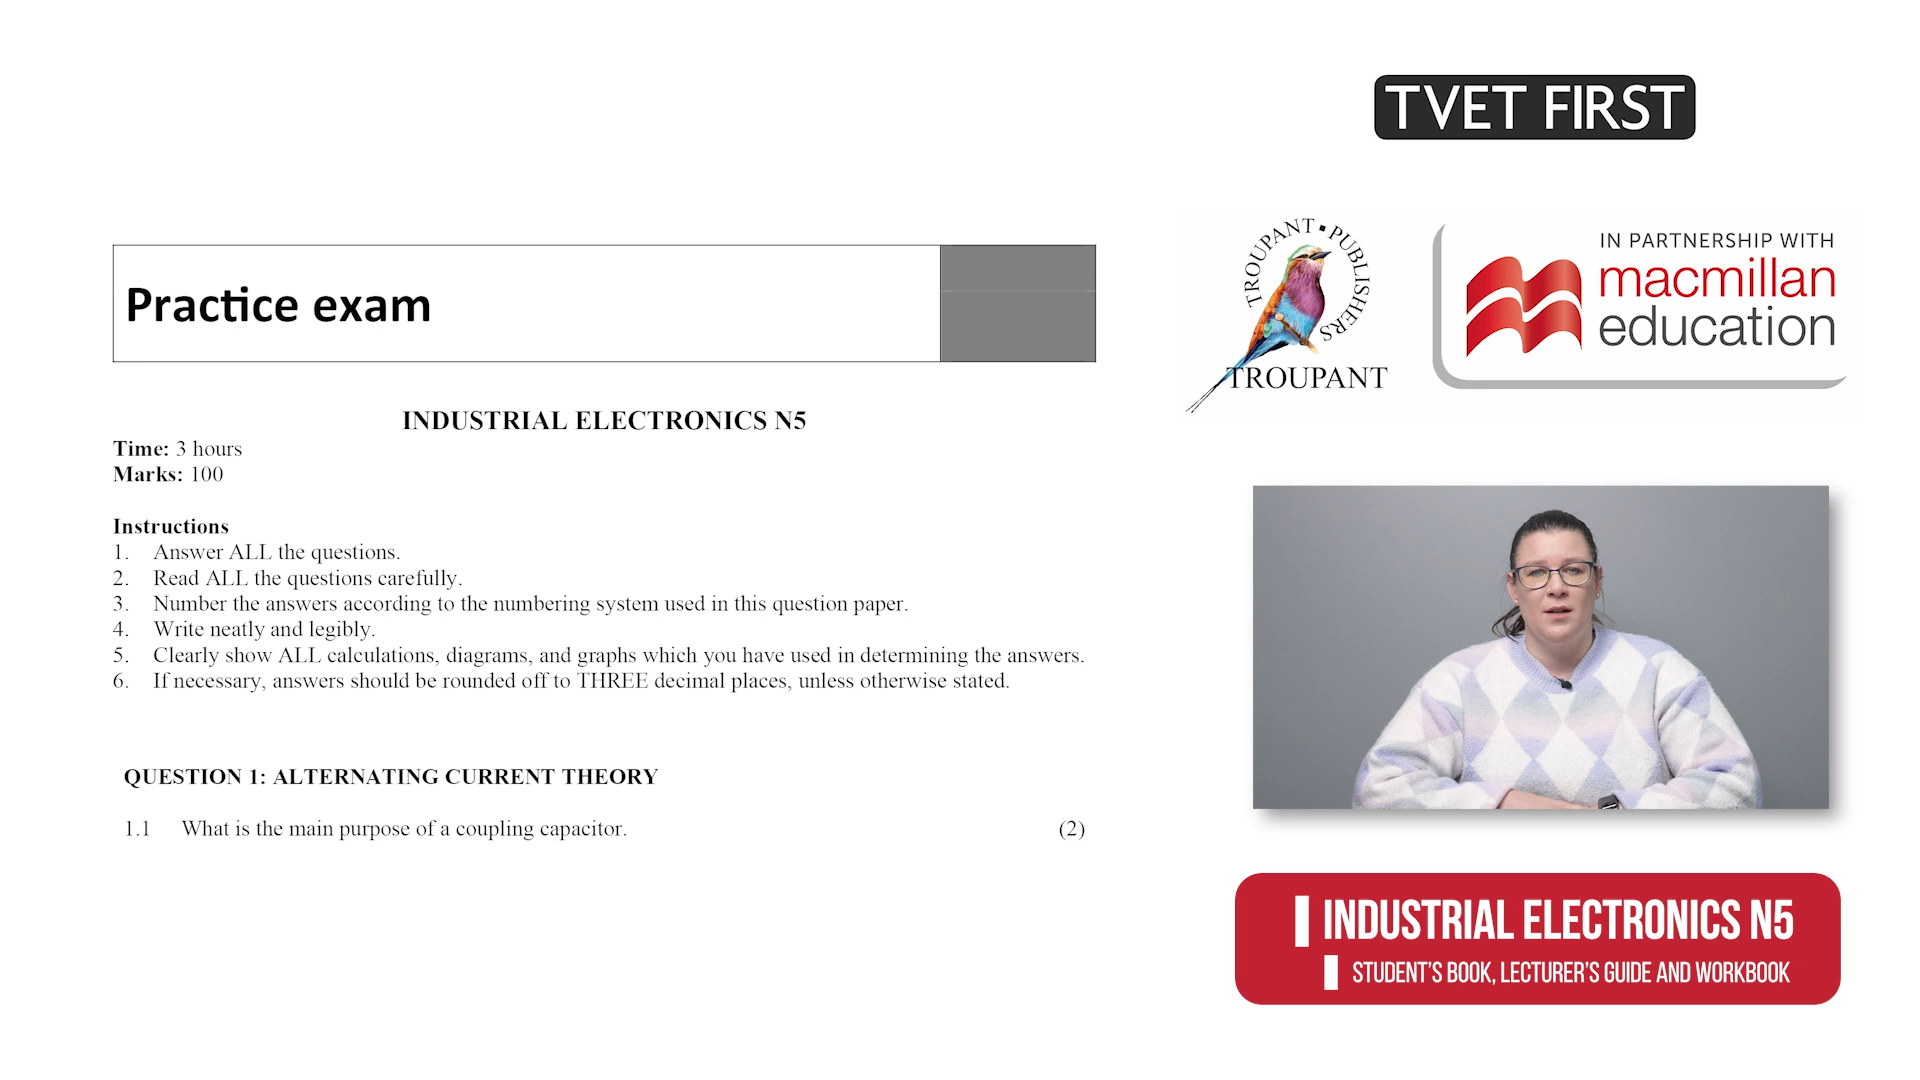 TVET FIRST
TROUPANT ▪ PUBLISHERS
TROUPANT
IN PARTNERSHIP WITH
macmillan
education
Practice exam
INDUSTRIAL ELECTRONICS N5
Time: 3 hours
Marks: 100
Instructions
1. Answer ALL the questions.
2. Read ALL the questions carefully.
3. Number the answers according to the numbering system used in this question paper.
4. Write neatly and legibly.
5. Clearly show ALL calculations, diagrams, and graphs which you have used in determining the answers.
6. If necessary, answers should be rounded off to THREE decimal places, unless otherwise stated.
QUESTION 1: ALTERNATING CURRENT THEORY
1.1 What is the main purpose of a coupling capacitor. (2)
INDUSTRIAL ELECTRONICS N5
STUDENT'S BOOK, LECTURER'S GUIDE AND WORKBOOK